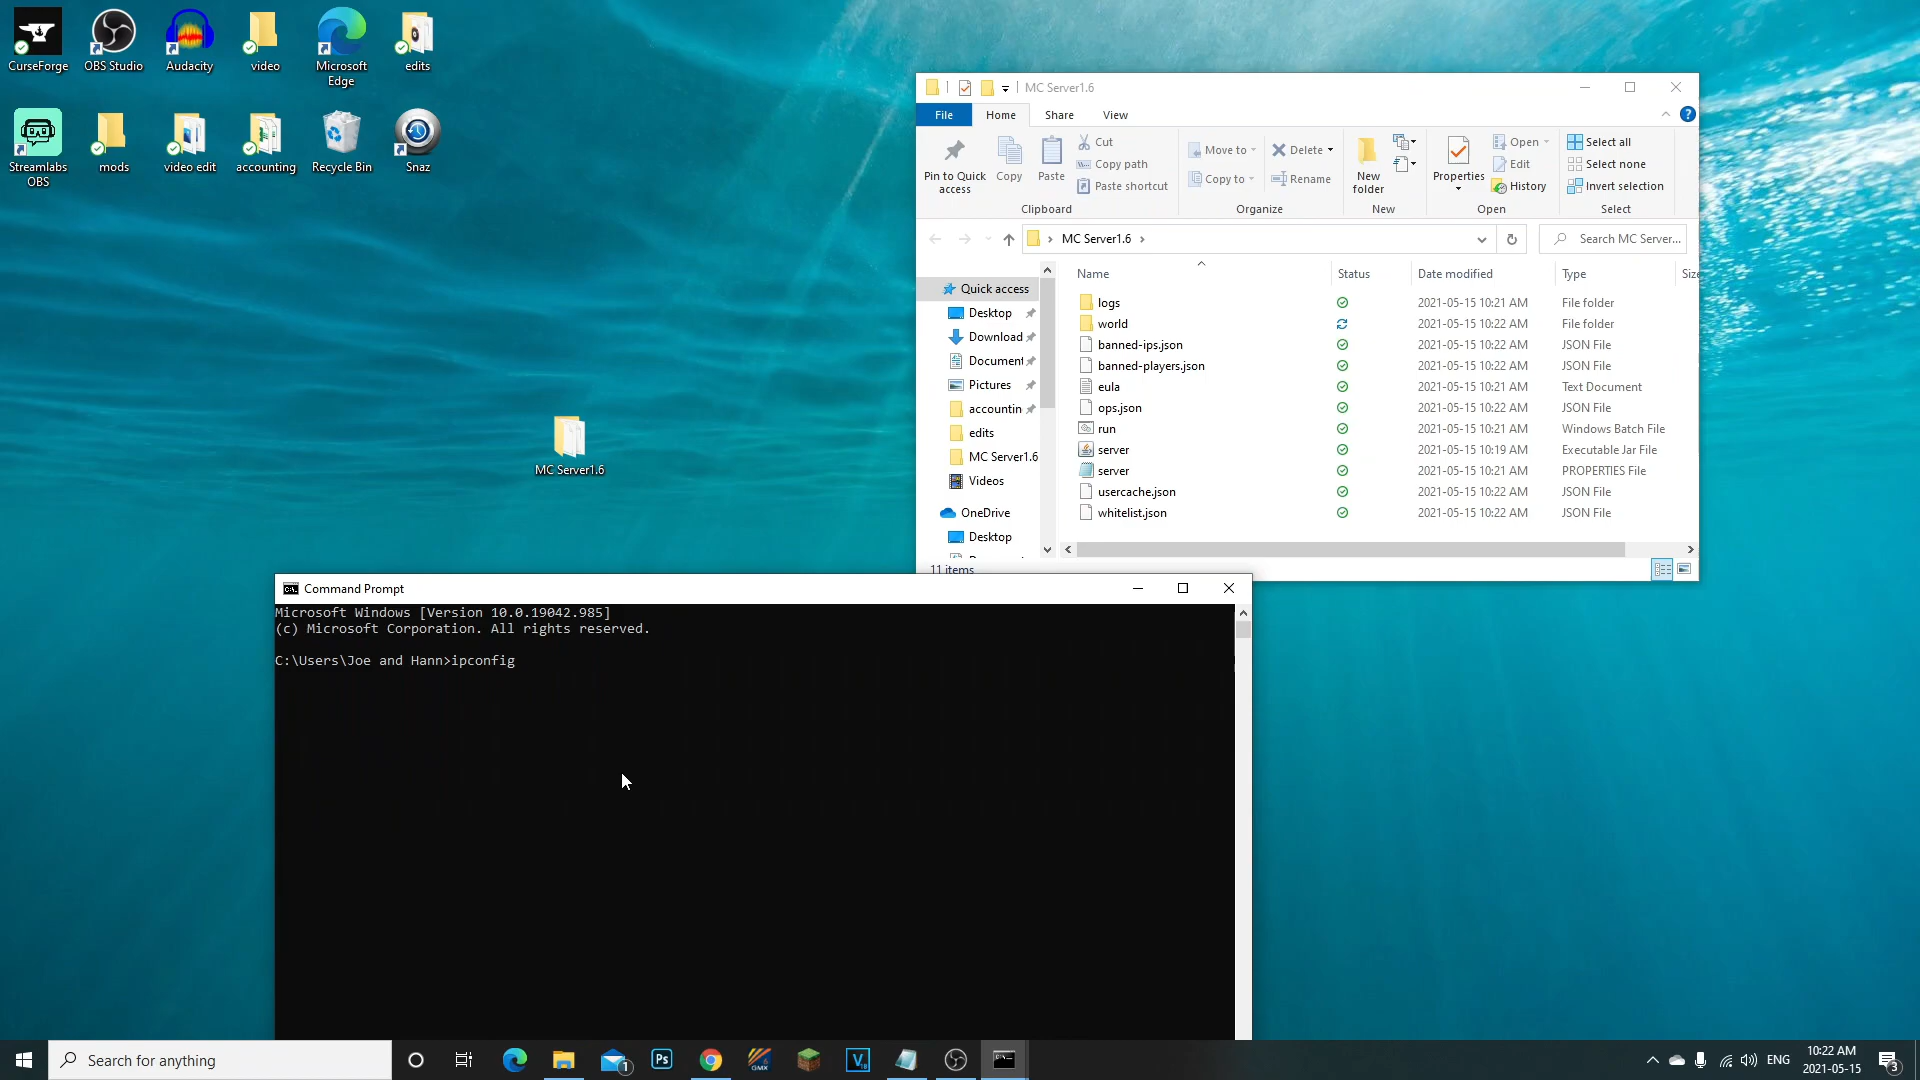 CurseForge
OBS Studio
Audacity
video
Microsoft
Edge
edits
Streamlabs
OBS
mods
video edit
accounting
Recycle Bin
Snaz
MC Server1.6
MC Server1.6
File
Home
Share
View
Pin to Quick
access
Copy
Paste
Cut
Copy path
Paste shortcut
Clipboard
Move to
Copy to
Delete
Rename
Organize
New
folder
New
Properties
Open
Edit
History
Open
Select all
Select none
Invert selection
Select
MC Server1.6
Search MC Server...
Name
Status
Date modified
Type
Size
Quick access
Desktop
Download
Document
Pictures
accountin
edits
MC Server1.6
Videos
OneDrive
Desktop
logs 2021-05-15 10:21 AM File folder
world 2021-05-15 10:22 AM File folder
banned-ips.json 2021-05-15 10:22 AM JSON File
banned-players.json 2021-05-15 10:22 AM JSON File
eula 2021-05-15 10:21 AM Text Document
ops.json 2021-05-15 10:22 AM JSON File
run 2021-05-15 10:21 AM Windows Batch File
server 2021-05-15 10:19 AM Executable Jar File
server 2021-05-15 10:21 AM PROPERTIES File
usercache.json 2021-05-15 10:22 AM JSON File
whitelist.json 2021-05-15 10:22 AM JSON File
11 items
Command Prompt
Microsoft Windows [Version 10.0.19042.985]
(c) Microsoft Corporation. All rights reserved.
C:\Users\Joe and Hann>ipconfig
Search for anything
1
Ps
GMX
ENG
10:22 AM
2021-05-15
3